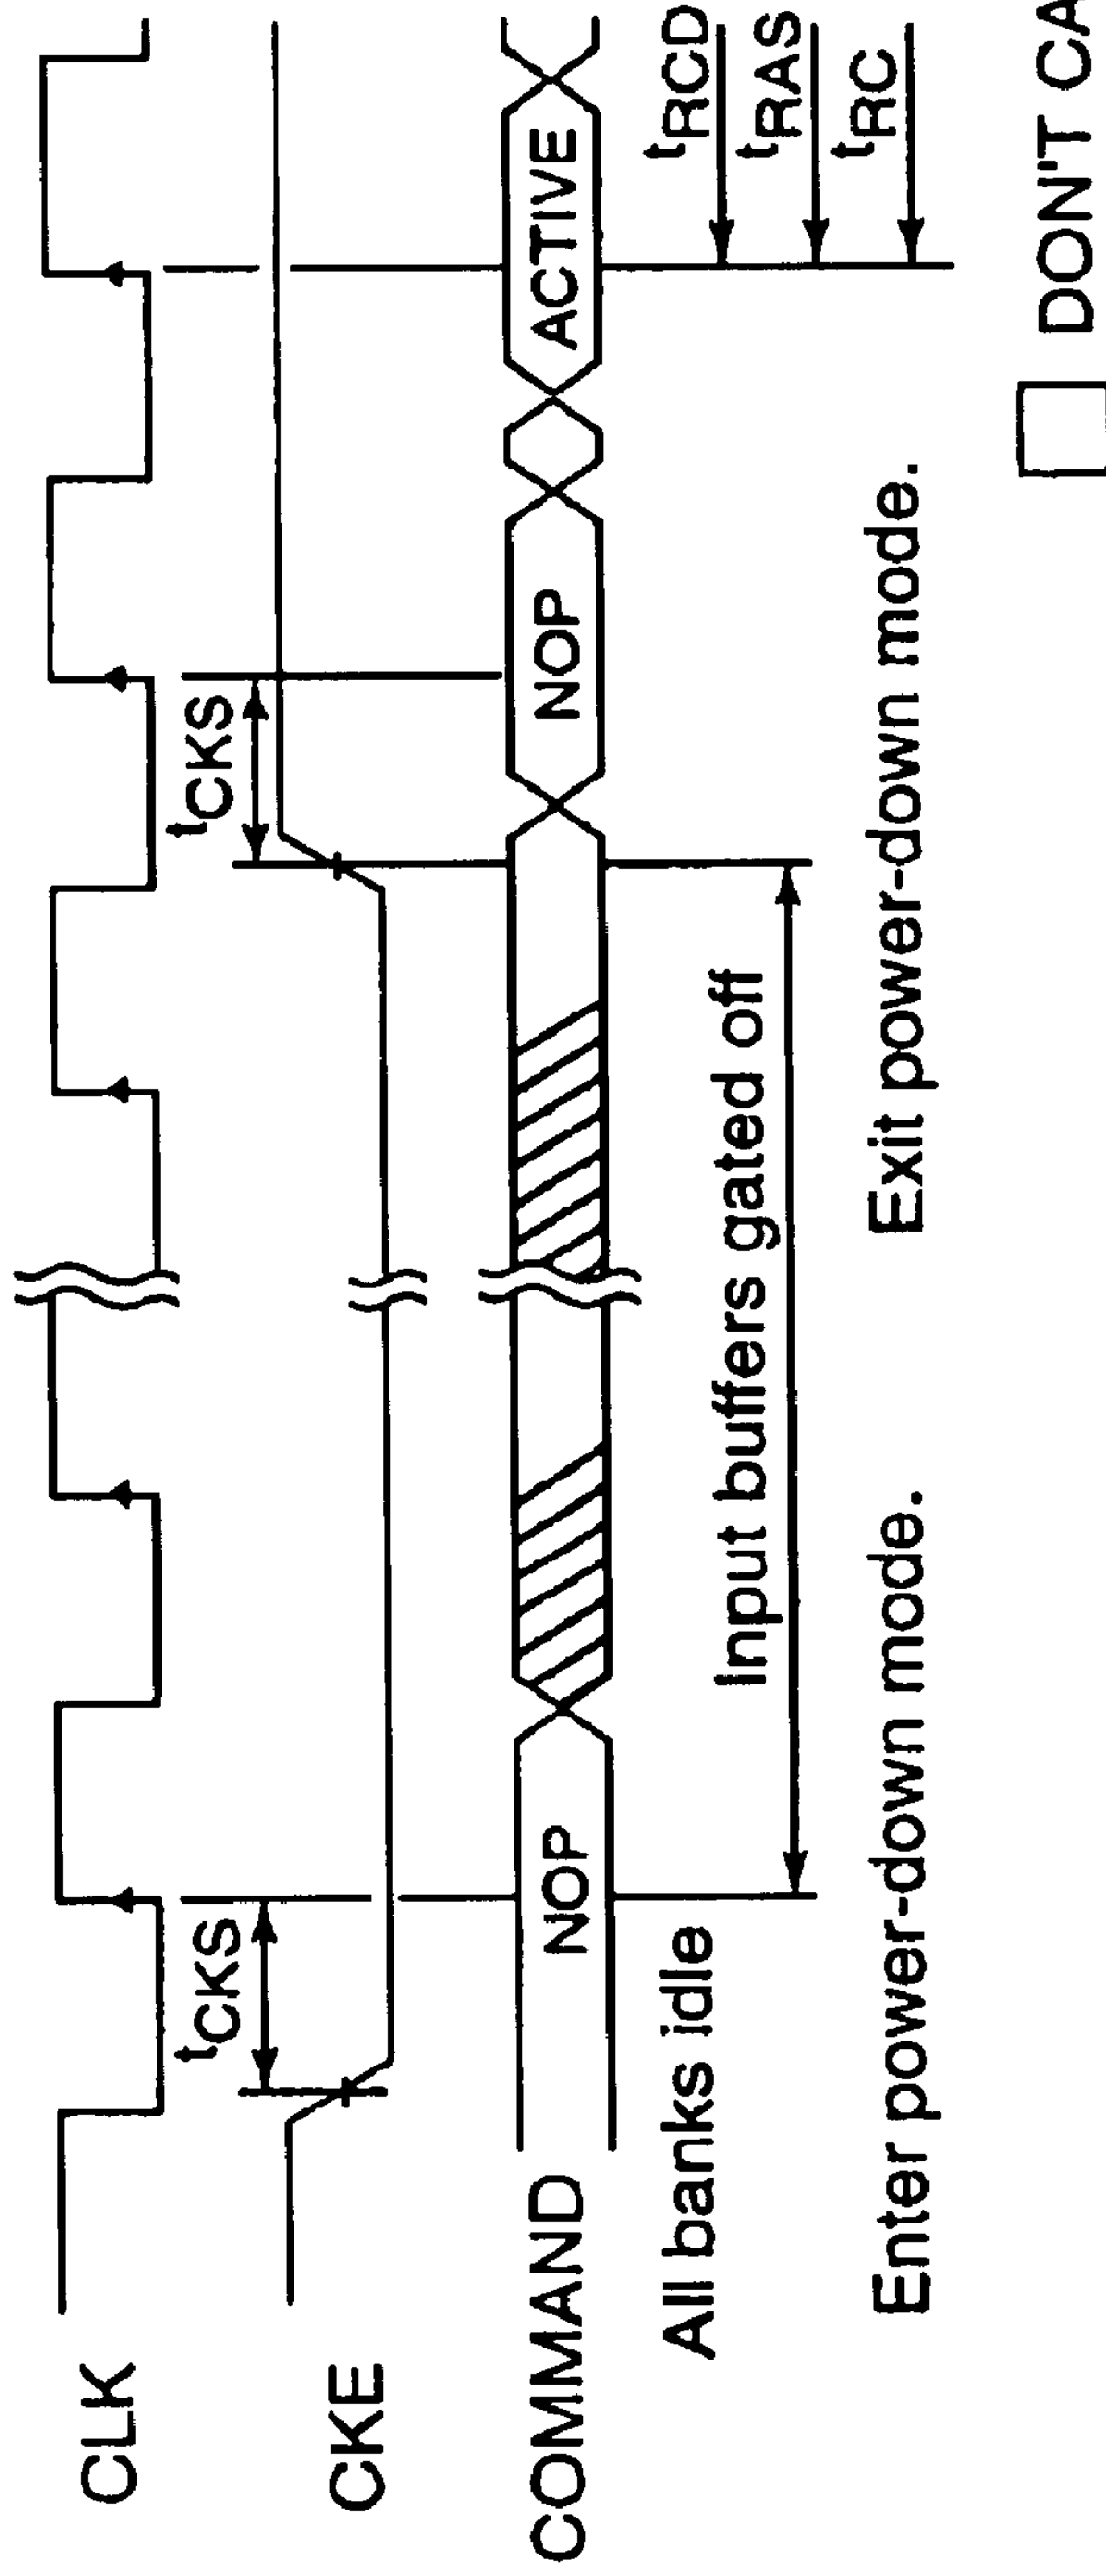 CLK
tCKS
tCKS
CKE
COMMAND
NOP
NOP
ACTIVE
All banks idle
tRCD
Input buffers gated off
tRAS
tRC
Enter power-down mode.
Exit power-down mode.
DON'T